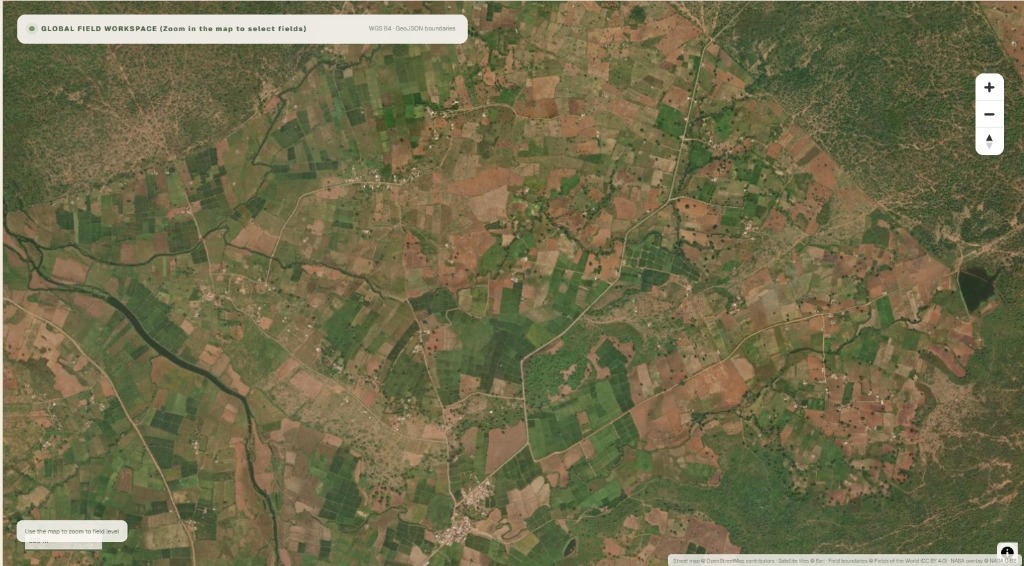 GLOBAL FIELD WORKSPACE (Zoom in the map to select fields)
WGS 84 · GeoJSON boundaries
Use the map to zoom to field level
Street map © OpenStreetMap contributors · Satellite tiles © Esri · Field boundaries © Fields of the World (CC BY 4.0) · NASA overlay © NASA